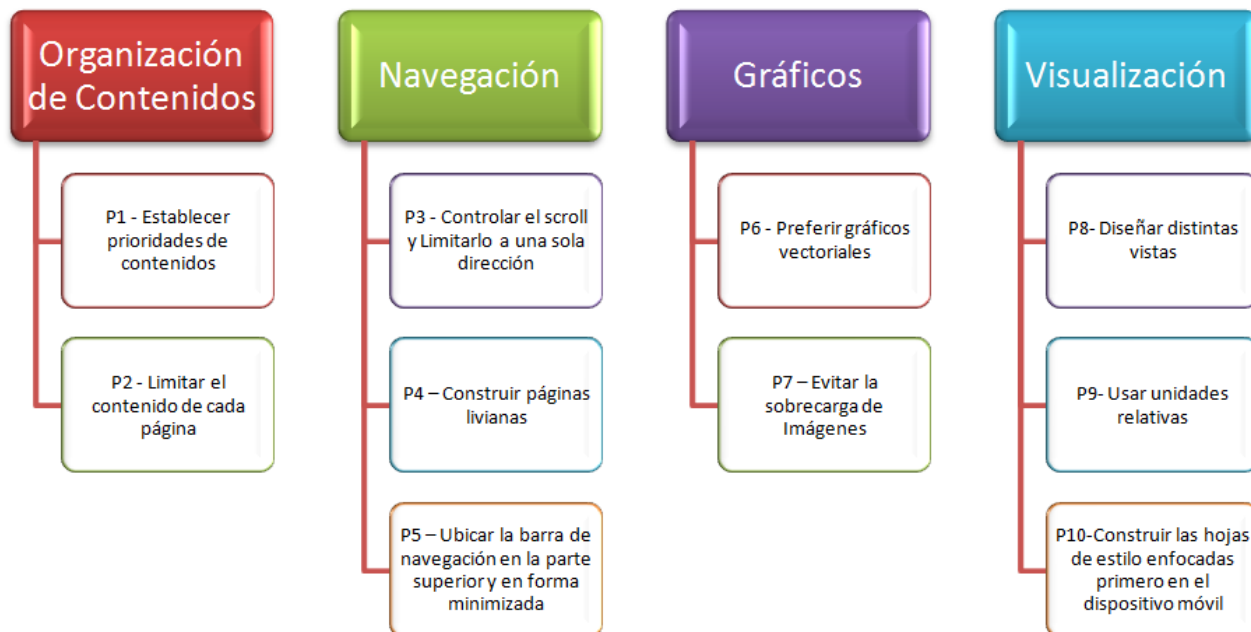 Organización
de Contenidos
P1 - Establecer
prioridades de
contenidos
P2 - Limitar el
contenido de cada
página
Navegación
P3 - Controlar el scroll
y Limitarlo a una sola
dirección
P4 – Construir páginas
livianas
P5 – Ubicar la barra de
navegación en la parte
superior y en forma
minimizada
Gráficos
P6 - Preferir gráficos
vectoriales
P7 – Evitar la
sobrecarga de
Imágenes
Visualización
P8- Diseñar distintas
vistas
P9- Usar unidades
relativas
P10-Construir las hojas
de estilo enfocadas
primero en el
dispositivo móvil